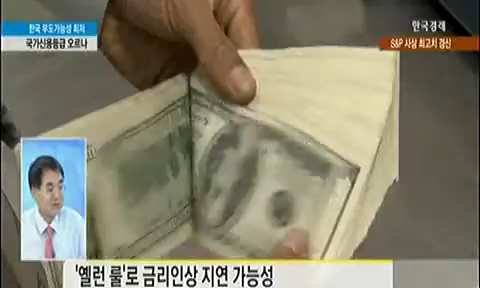 한국 부도가능성 최저
국가신용등급 오르나
한국경제
S&P 사상 최고치 경신
'옐런 룰'로 금리인상 지연 가능성